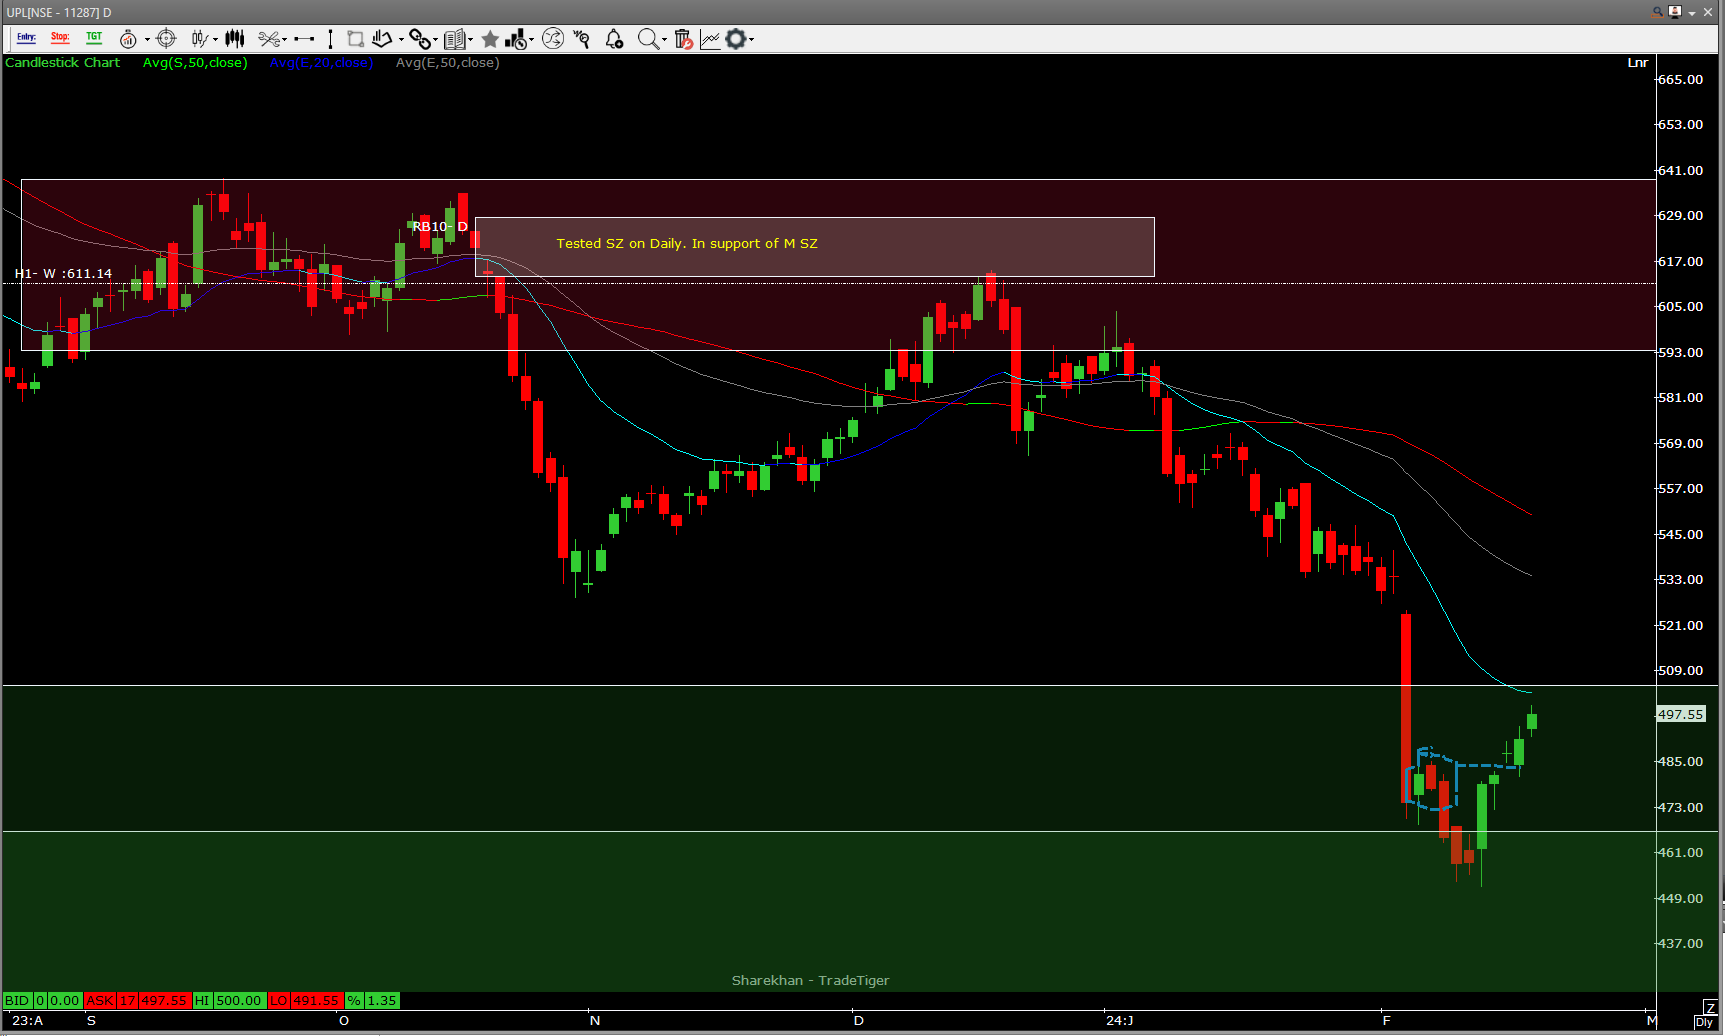 UPL[NSE - 11287] D
Entry: Stop: TGT
Candlestick Chart Avg(S,50,close) Avg(E,20,close) Avg(E,50,close) Lnr
665.00
653.00
641.00
629.00
RB10- D
Tested SZ on Daily. In support of M SZ
617.00
H1- W :611.14
605.00
593.00
581.00
569.00
557.00
545.00
533.00
521.00
509.00
497.55
485.00
473.00
461.00
449.00
437.00
Sharekhan - TradeTiger
BID 0 0.00 ASK 17 497.55 HI 500.00 LO 491.55 % 1.35
Z
23:A S O N D 24:J F M
Dly